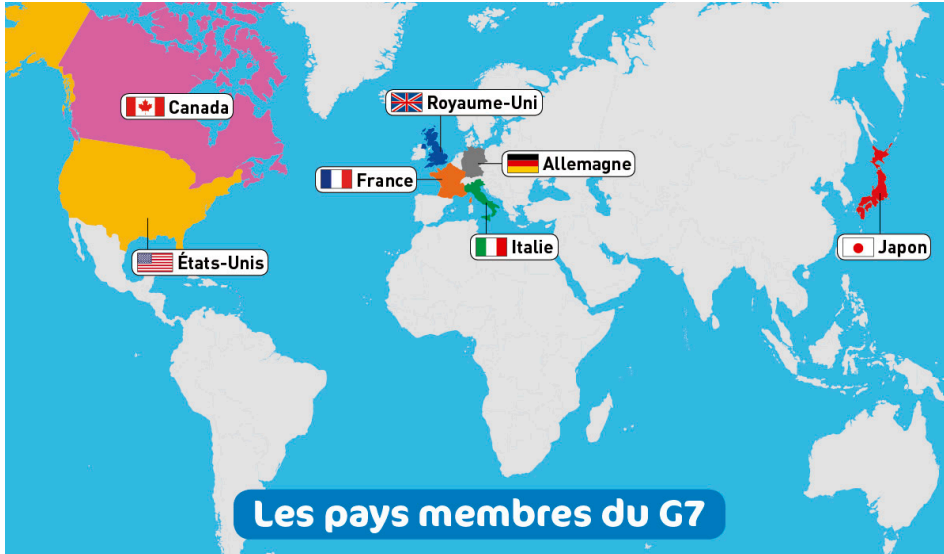 Canada
Royaume-Uni
Allemagne
France
Italie
Japon
États-Unis
Les pays membres du G7